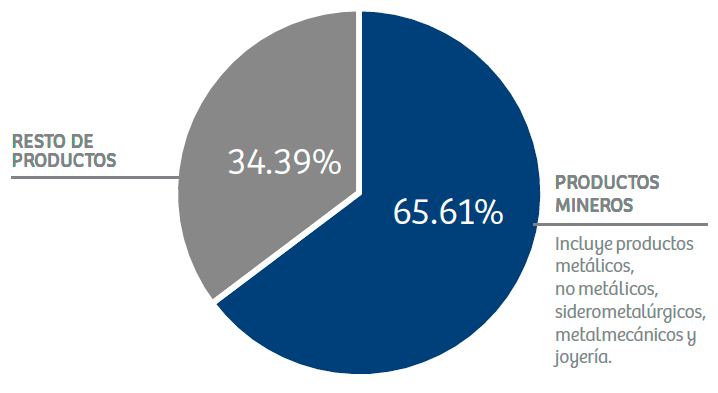 RESTO DE
PRODUCTOS
34.39%
65.61%
PRODUCTOS
MINEROS
Incluye productos
metálicos,
no metálicos,
siderometalúrgicos,
metalmecánicos y
joyería.